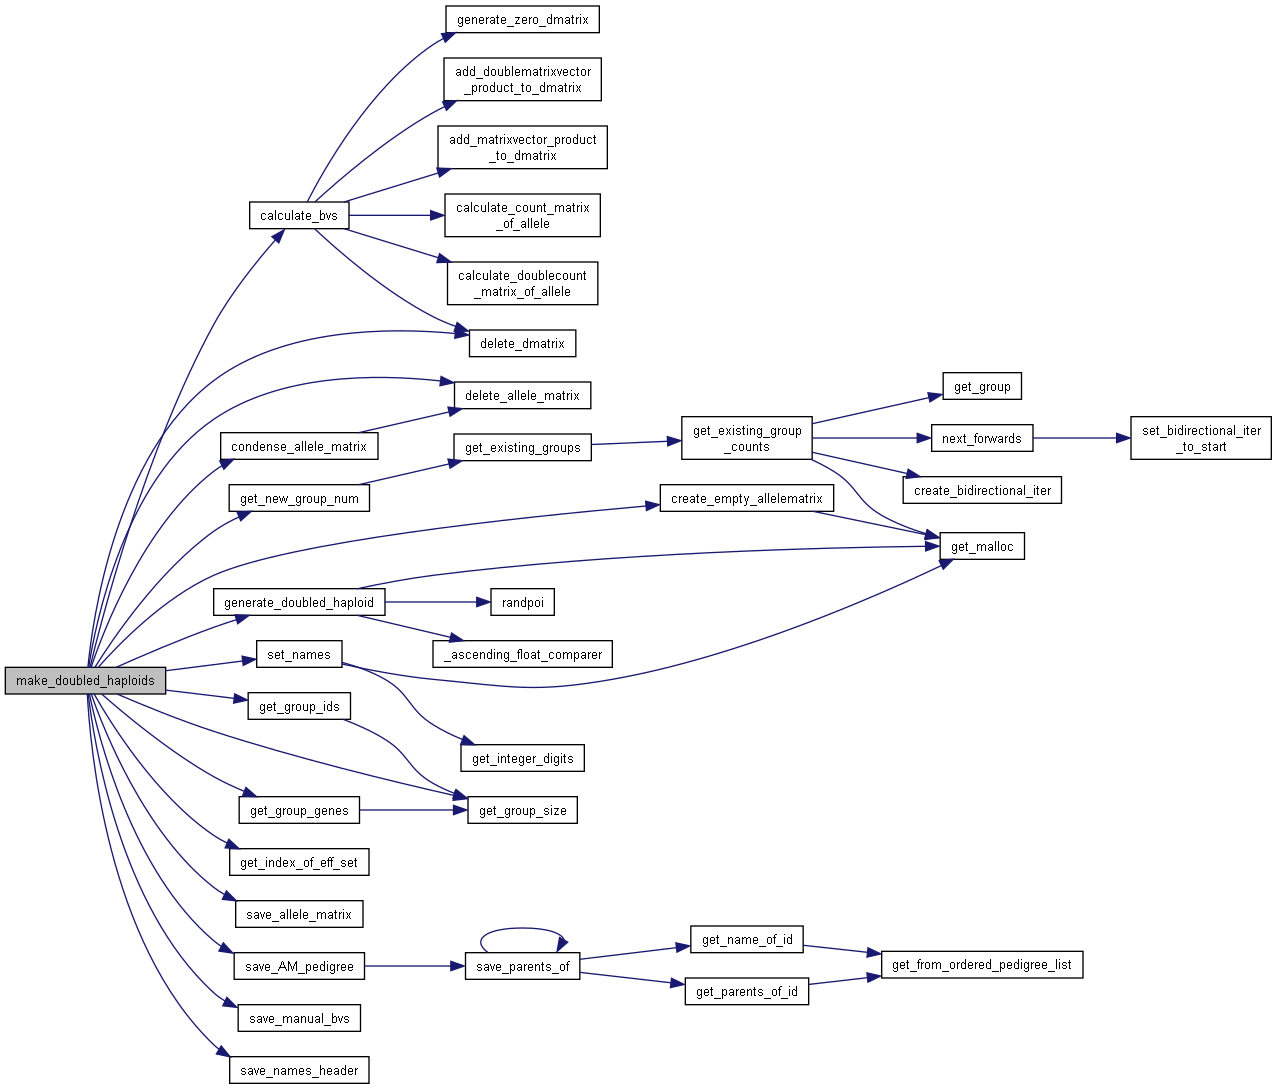 generate_zero_dmatrix
add_doublematrixvector
_product_to_dmatrix
add_matrixvector_product
_to_dmatrix
calculate_bvs
calculate_count_matrix
_of_allele
calculate_doublecount
_matrix_of_allele
delete_dmatrix
delete_allele_matrix
condense_allele_matrix
get_existing_groups
get_new_group_num
get_existing_group
_counts
get_group
next_forwards
set_bidirectional_iter
_to_start
create_bidirectional_iter
create_empty_allelematrix
get_malloc
generate_doubled_haploid
randpoi
_ascending_float_comparer
set_names
make_doubled_haploids
get_group_ids
get_integer_digits
get_group_genes
get_group_size
get_index_of_eff_set
save_allele_matrix
save_AM_pedigree
save_parents_of
get_name_of_id
get_from_ordered_pedigree_list
get_parents_of_id
save_manual_bvs
save_names_header